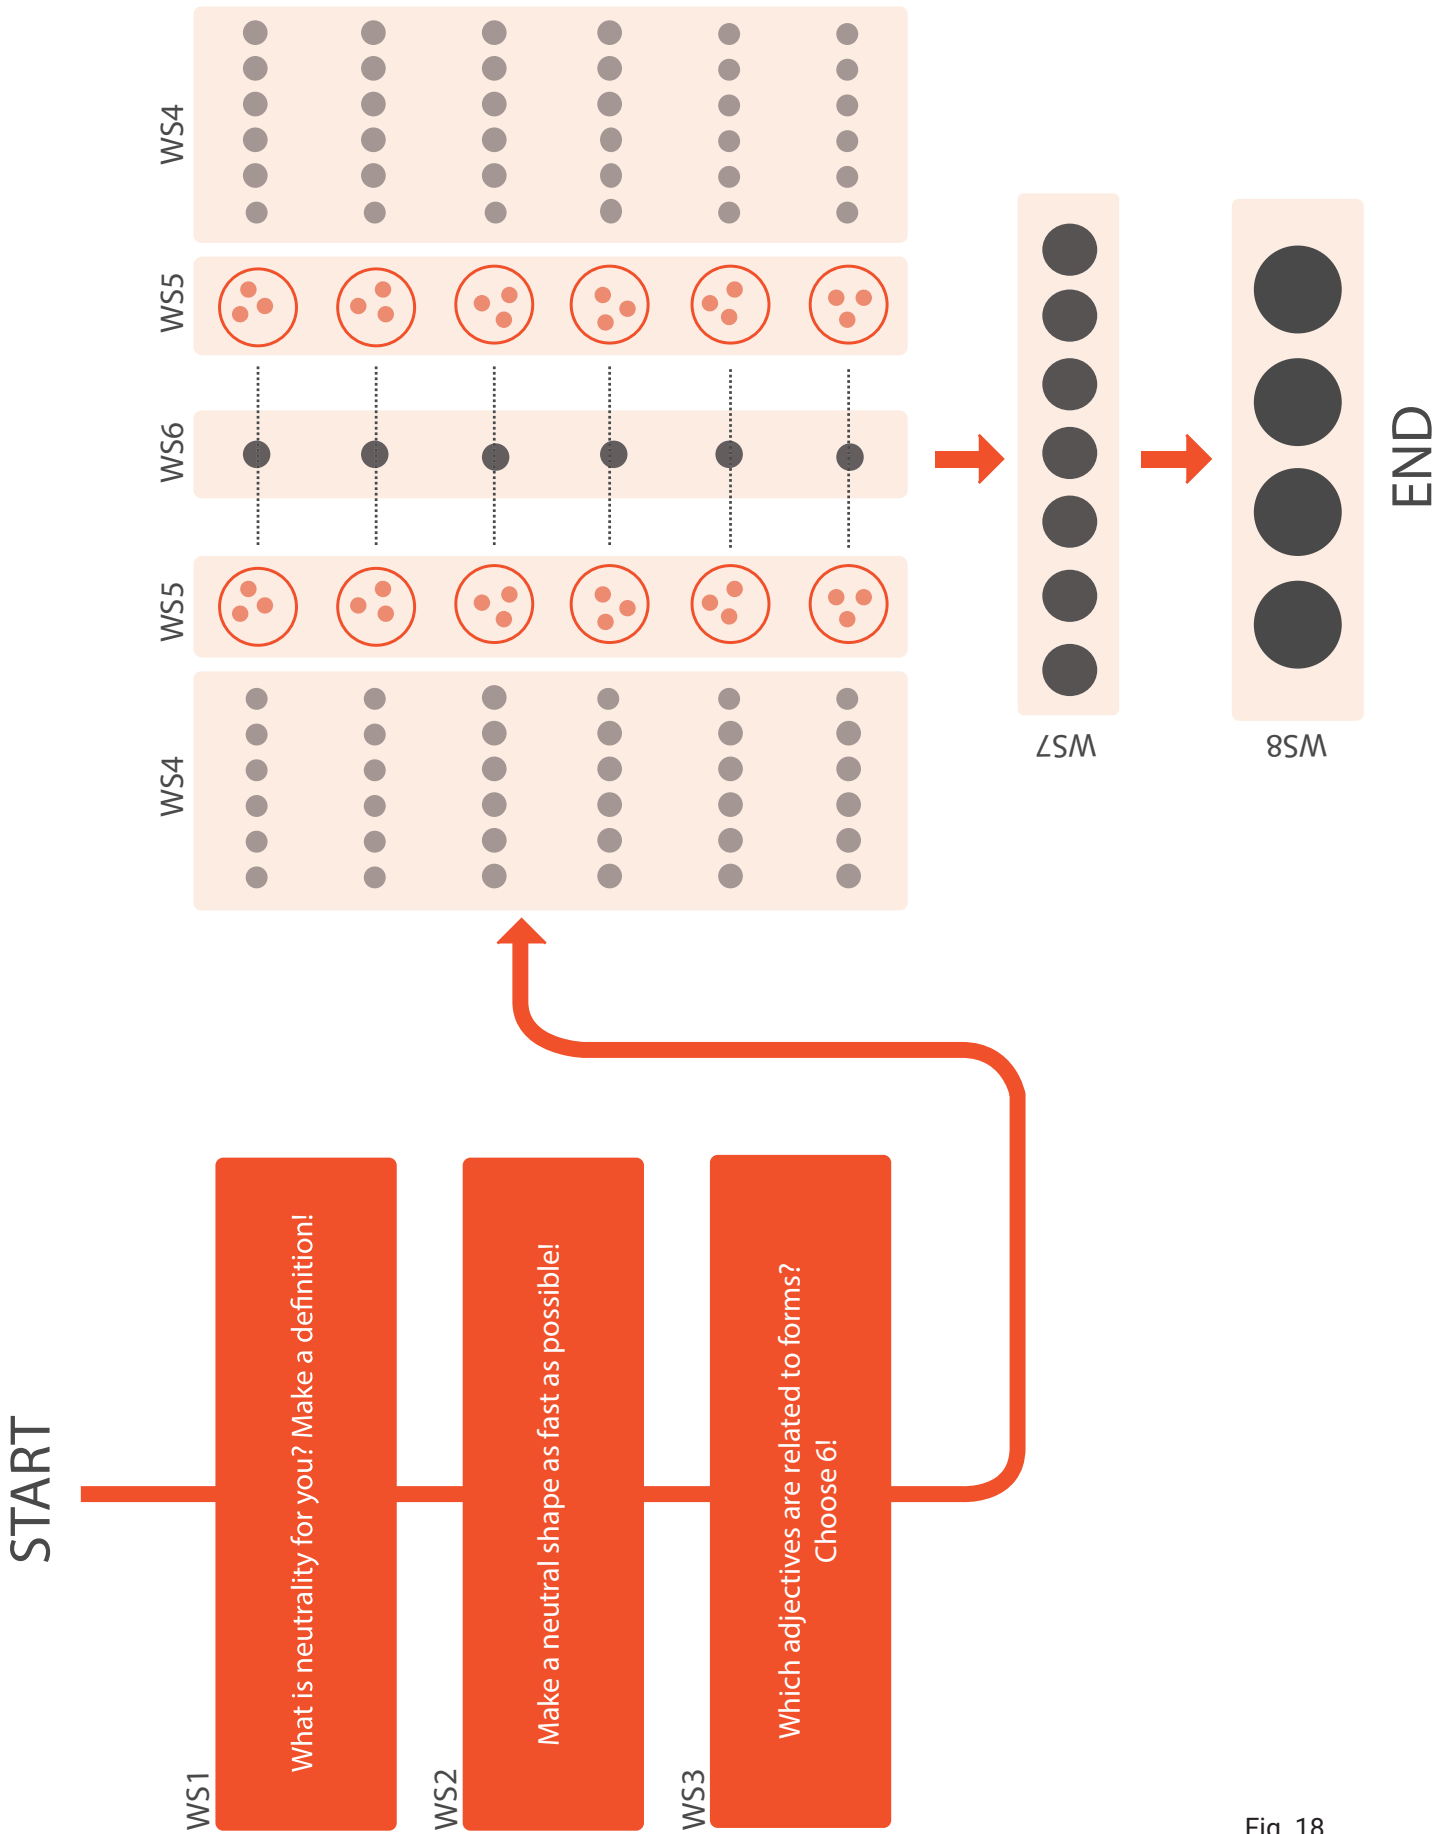 START
WS1
What is neutrality for you? Make a definition!
WS2
Make a neutral shape as fast as possible!
WS3
Which adjectives are related to forms?
Choose 6!
WS4
WS5
WS6
WS5
WS4
WS7
WS8
END
Fig. 18